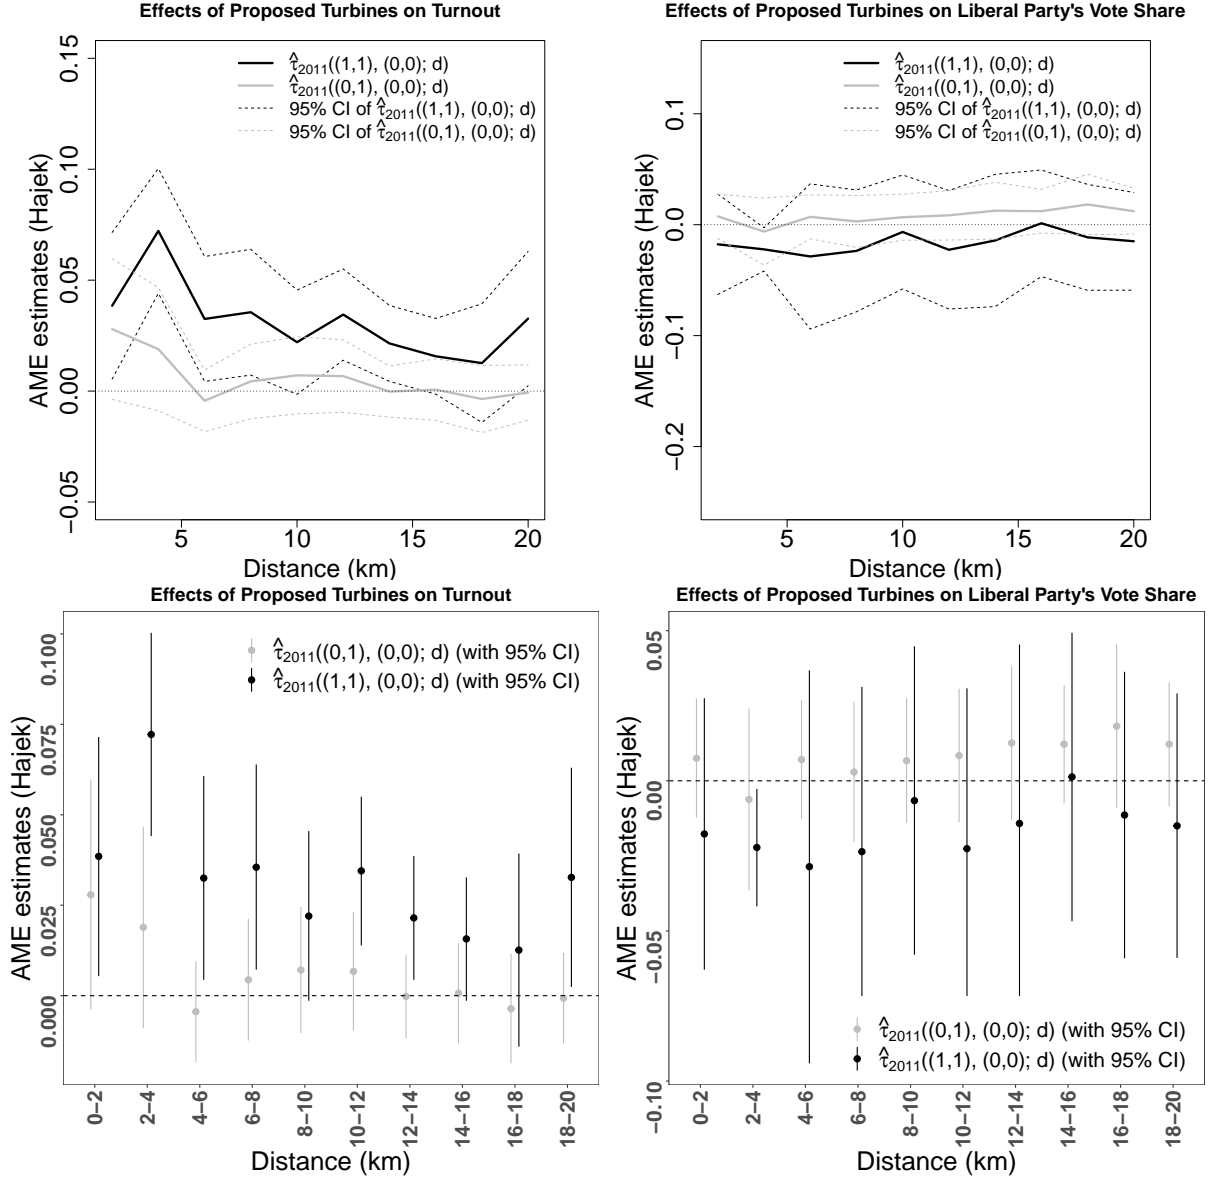 Effects of Proposed Turbines on Turnout
τ̂2011((1,1), (0,0); d)
τ̂2011((0,1), (0,0); d)
95% CI of τ̂2011((1,1), (0,0); d)
95% CI of τ̂2011((0,1), (0,0); d)
AME estimates (Hajek)
0.15
0.10
0.05
0.00
−0.05
5 10 15 20
Distance (km)
Effects of Proposed Turbines on Liberal Party's Vote Share
τ̂2011((1,1), (0,0); d)
τ̂2011((0,1), (0,0); d)
95% CI of τ̂2011((1,1), (0,0); d)
95% CI of τ̂2011((0,1), (0,0); d)
AME estimates (Hajek)
0.1
0.0
−0.1
−0.2
5 10 15 20
Distance (km)
Effects of Proposed Turbines on Turnout
τ̂2011((0,1), (0,0); d) (with 95% CI)
τ̂2011((1,1), (0,0); d) (with 95% CI)
AME estimates (Hajek)
0.100
0.075
0.050
0.025
0.000
0−2 2−4 4−6 6−8 8−10 10−12 12−14 14−16 16−18 18−20
Distance (km)
Effects of Proposed Turbines on Liberal Party's Vote Share
AME estimates (Hajek)
0.05
0.00
−0.05
−0.10
τ̂2011((0,1), (0,0); d) (with 95% CI)
τ̂2011((1,1), (0,0); d) (with 95% CI)
0−2 2−4 4−6 6−8 8−10 10−12 12−14 14−16 16−18 18−20
Distance (km)